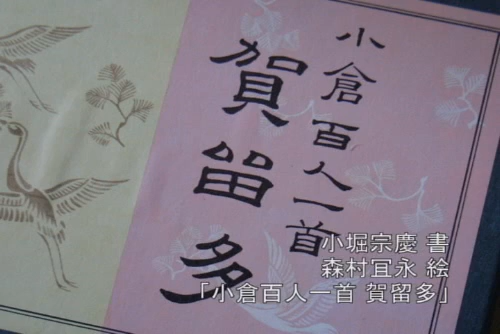 小倉百人一首
賀留多
小堀宗慶 書
森村宜永 絵
「小倉百人一首 賀留多」